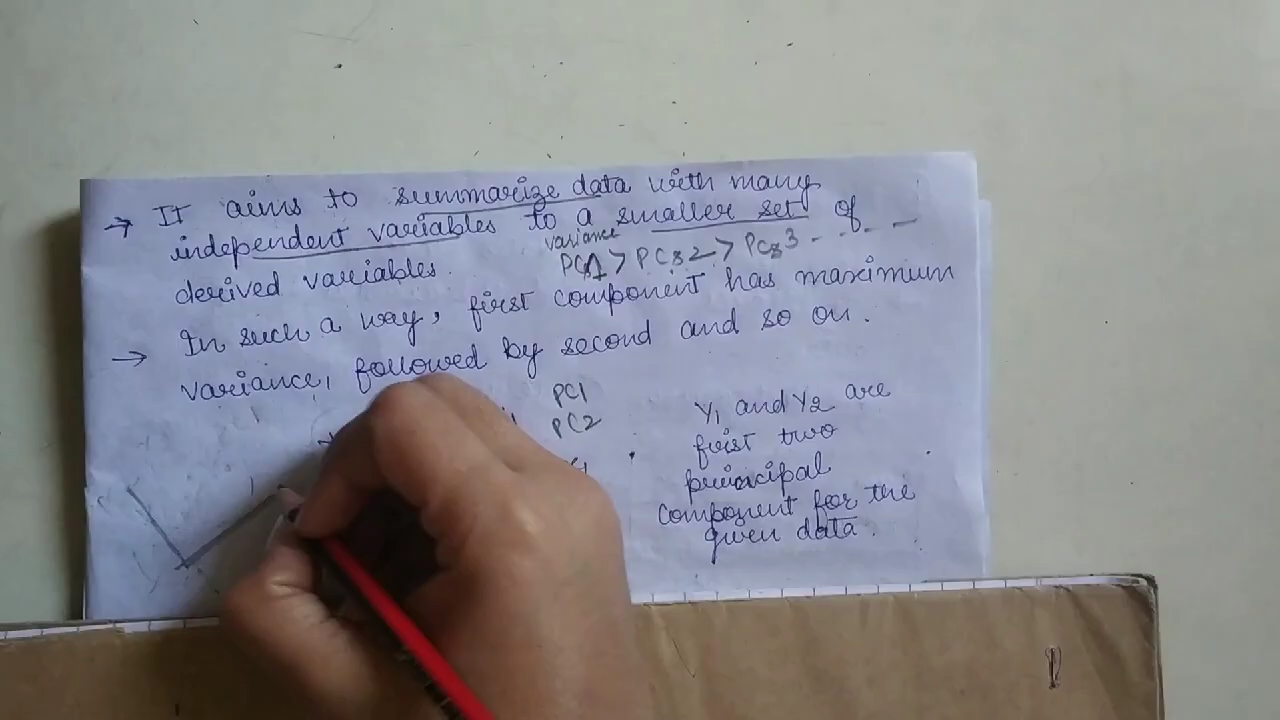 → It aims to summarize data with many
independent variables to a smaller set of
variance
PC1 > PCs2 > PCs3 - - - -
derived variables.
→ In such a way, first component has maximum
variance, followed by second and so on.
PC1
PC2
Y1 and Y2 are
first two
principal
component for the
given data.